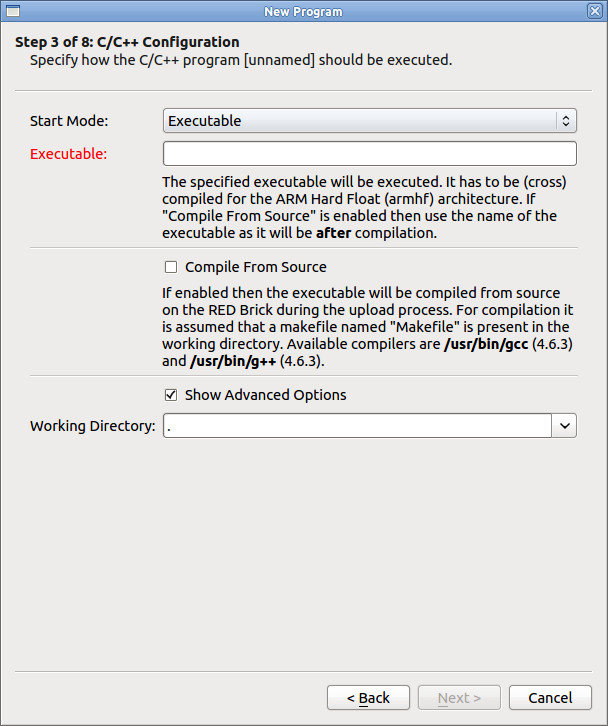 New Program
Step 3 of 8: C/C++ Configuration
Specify how the C/C++ program [unnamed] should be executed.
Start Mode: Executable
Executable:
The specified executable will be executed. It has to be (cross)
compiled for the ARM Hard Float (armhf) architecture. If
"Compile From Source" is enabled then use the name of the
executable as it will be after compilation.
Compile From Source
If enabled then the executable will be compiled from source
on the RED Brick during the upload process. For compilation it
is assumed that a makefile named "Makefile" is present in the
working directory. Available compilers are /usr/bin/gcc (4.6.3)
and /usr/bin/g++ (4.6.3).
Show Advanced Options
Working Directory: .
< Back Next > Cancel